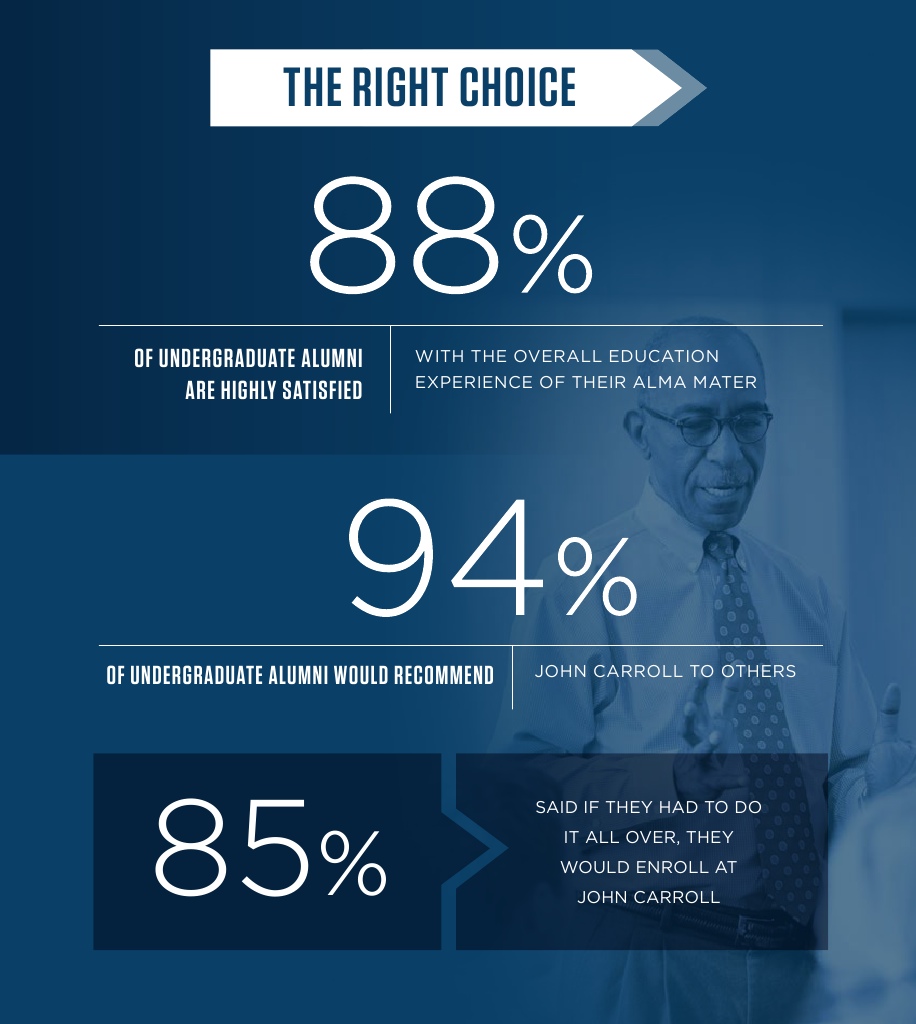 THE RIGHT CHOICE
88%
OF UNDERGRADUATE ALUMNI
ARE HIGHLY SATISFIED
WITH THE OVERALL EDUCATION
EXPERIENCE OF THEIR ALMA MATER
94%
OF UNDERGRADUATE ALUMNI WOULD RECOMMEND
JOHN CARROLL TO OTHERS
85%
SAID IF THEY HAD TO DO
IT ALL OVER, THEY
WOULD ENROLL AT
JOHN CARROLL